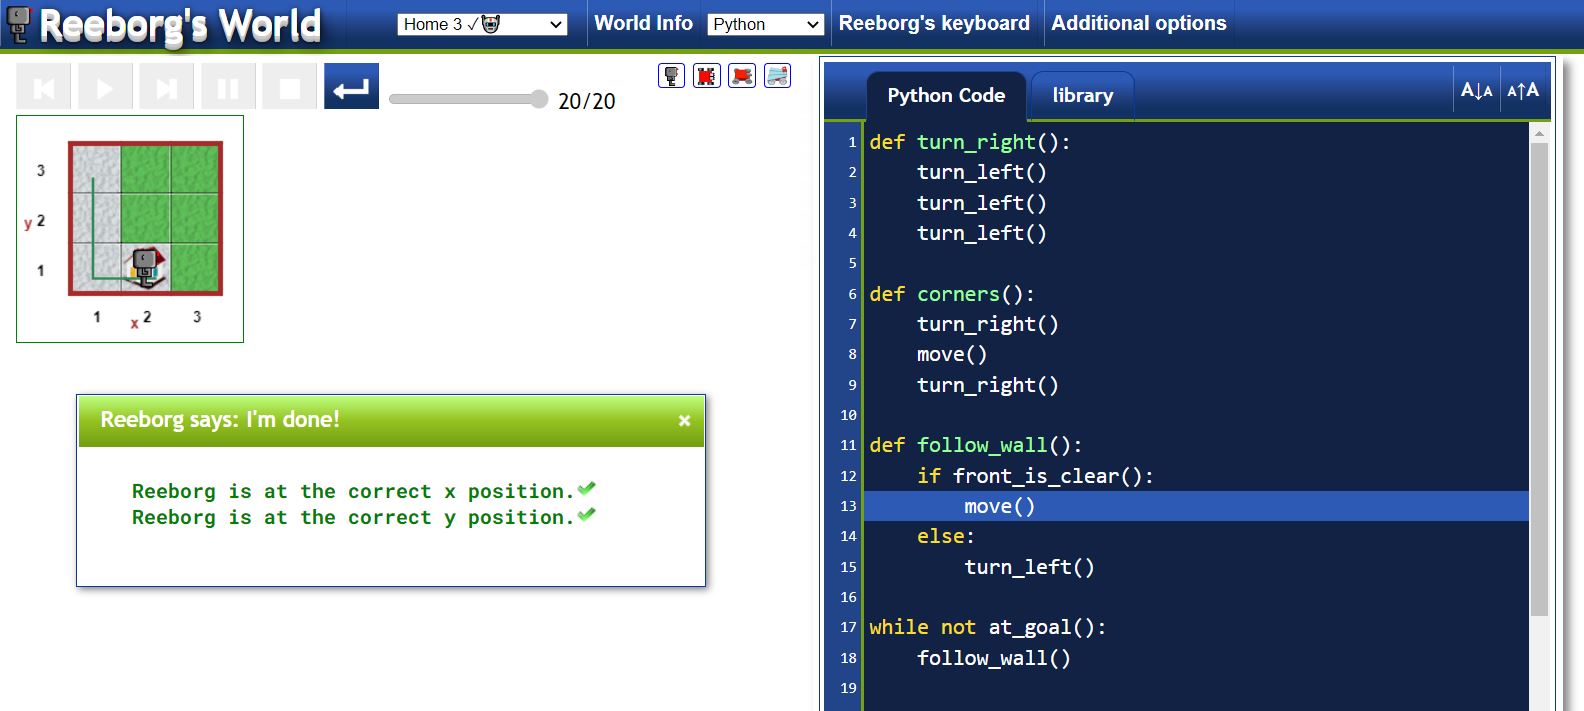 Reeborg's World
Home 3 ✓
World Info
Python
Reeborg's keyboard
Additional options
20/20
3
y 2
1
1
x 2
3
Reeborg says: I'm done!
×
Reeborg is at the correct x position.✔
Reeborg is at the correct y position.✔
Python Code
library
A↓A
A↑A
1 def turn_right():
2     turn_left()
3     turn_left()
4     turn_left()
5
6 def corners():
7     turn_right()
8     move()
9     turn_right()
10
11 def follow_wall():
12     if front_is_clear():
13         move()
14     else:
15         turn_left()
16
17 while not at_goal():
18     follow_wall()
19